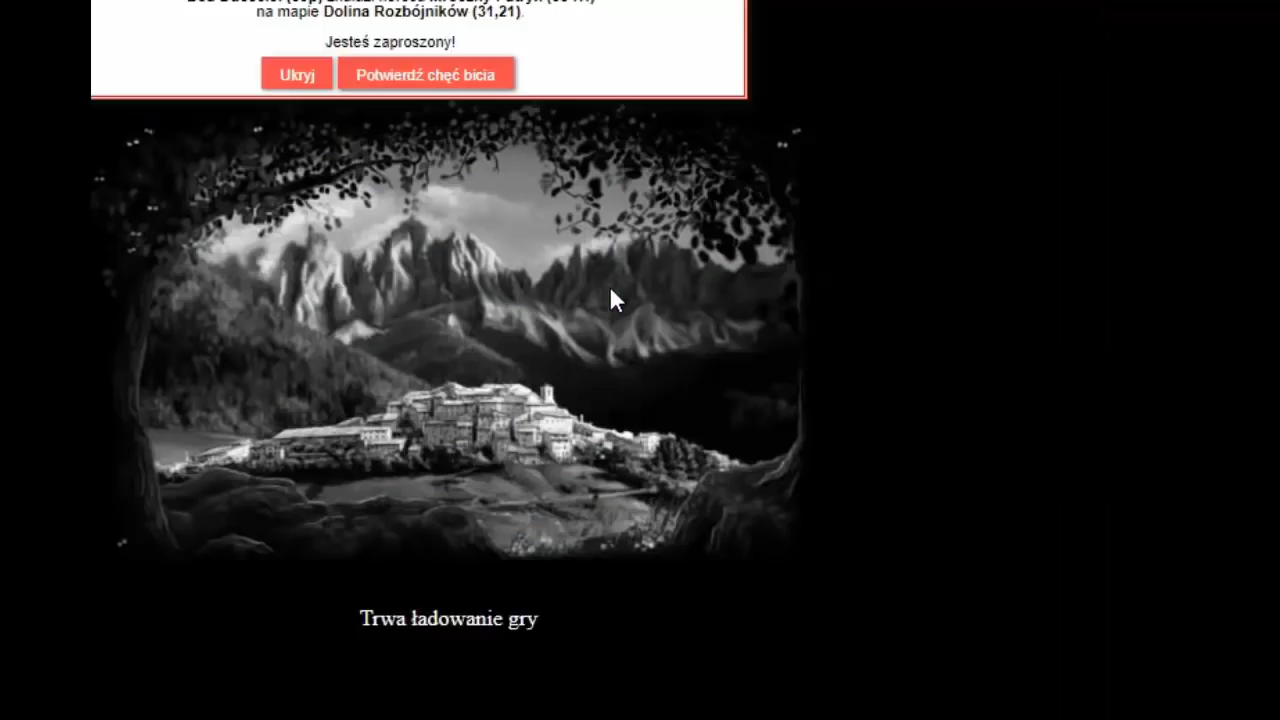 na mapie Dolina Rozbójników (31,21).
Jesteś zaproszony!
Ukryj
Potwierdź chęć bicia
Trwa ładowanie gry